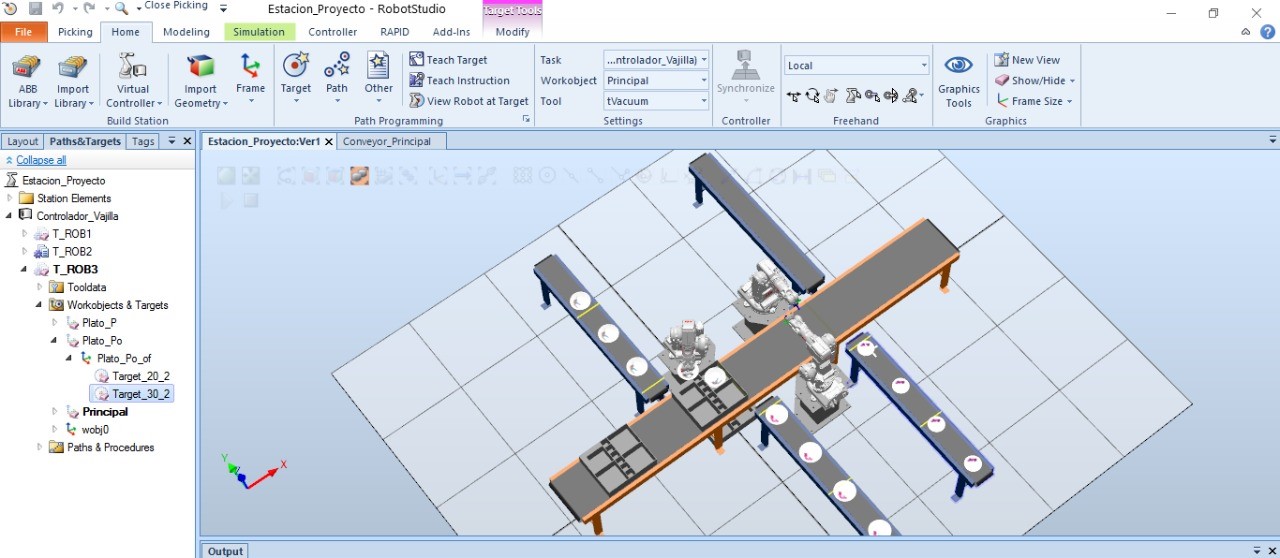 Close Picking
Estacion_Proyecto - RobotStudio
Target Tools
File Picking Home Modeling Simulation Controller RAPID Add-Ins Modify
ABB Library
Import Library
Virtual Controller
Build Station
Import Geometry
Frame
Target
Path
Other
Teach Target
Teach Instruction
View Robot at Target
Path Programming
Task ...ntrolador_Vajilla)
Workobject Principal
Tool tVacuum
Settings
Synchronize
Controller
Local
Freehand
Graphics Tools
New View
Show/Hide
Frame Size
Graphics
Layout Paths&Targets Tags
Estacion_Proyecto:Ver1 Conveyor_Principal
Collapse all
Estacion_Proyecto
Station Elements
Controlador_Vajilla
T_ROB1
T_ROB2
T_ROB3
Tooldata
Workobjects & Targets
Plato_P
Plato_Po
Plato_Po_of
Target_20_2
Target_30_2
Principal
wobj0
Paths & Procedures
Y
X
Output